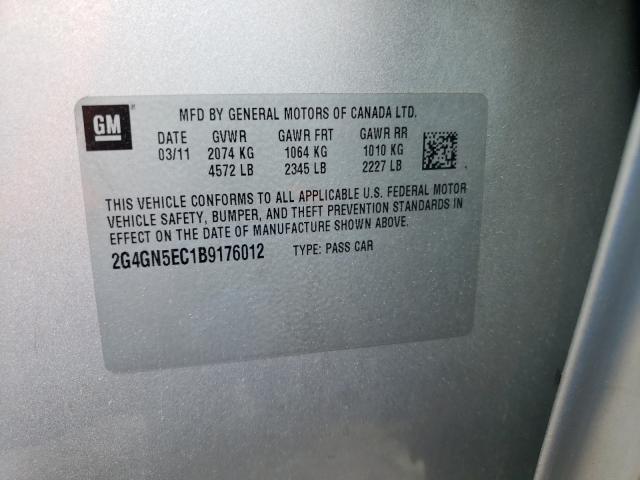 GM
MFD BY GENERAL MOTORS OF CANADA LTD.
DATE GVWR GAWR FRT GAWR RR
03/11 2074 KG 1064 KG 1010 KG
4572 LB 2345 LB 2227 LB
THIS VEHICLE CONFORMS TO ALL APPLICABLE U.S. FEDERAL MOTOR
VEHICLE SAFETY, BUMPER, AND THEFT PREVENTION STANDARDS IN
EFFECT ON THE DATE OF MANUFACTURE SHOWN ABOVE.
2G4GN5EC1B9176012 TYPE: PASS CAR